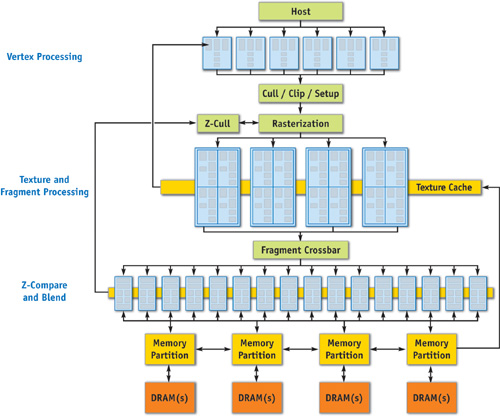 Host
Vertex Processing
Cull / Clip / Setup
Z-Cull
Rasterization
Texture and
Fragment Processing
Texture Cache
Fragment Crossbar
Z-Compare
and Blend
Memory
Partition
Memory
Partition
Memory
Partition
Memory
Partition
DRAM(s)
DRAM(s)
DRAM(s)
DRAM(s)